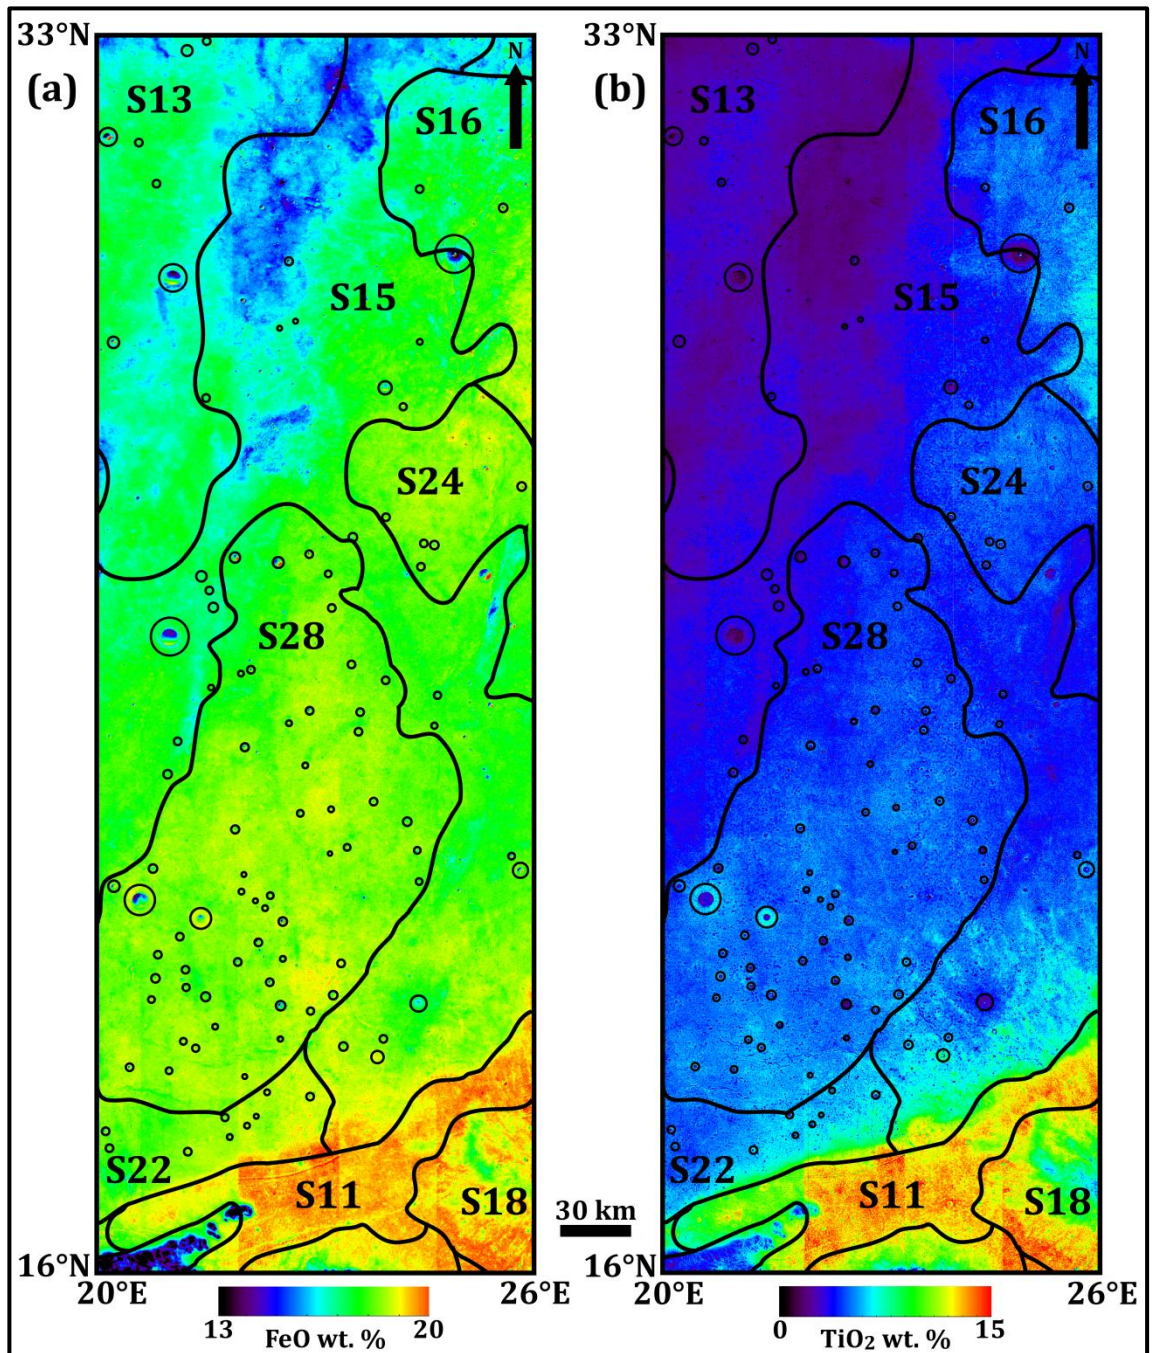 33°N
(a)
N
S13
S16
S15
S24
S28
S22
S11
S18
16°N
20°E
26°E
13
20
FeO wt. %
30 km
33°N
(b)
N
S13
S16
S15
S24
S28
S22
S11
S18
16°N
20°E
26°E
0
15
TiO₂ wt. %